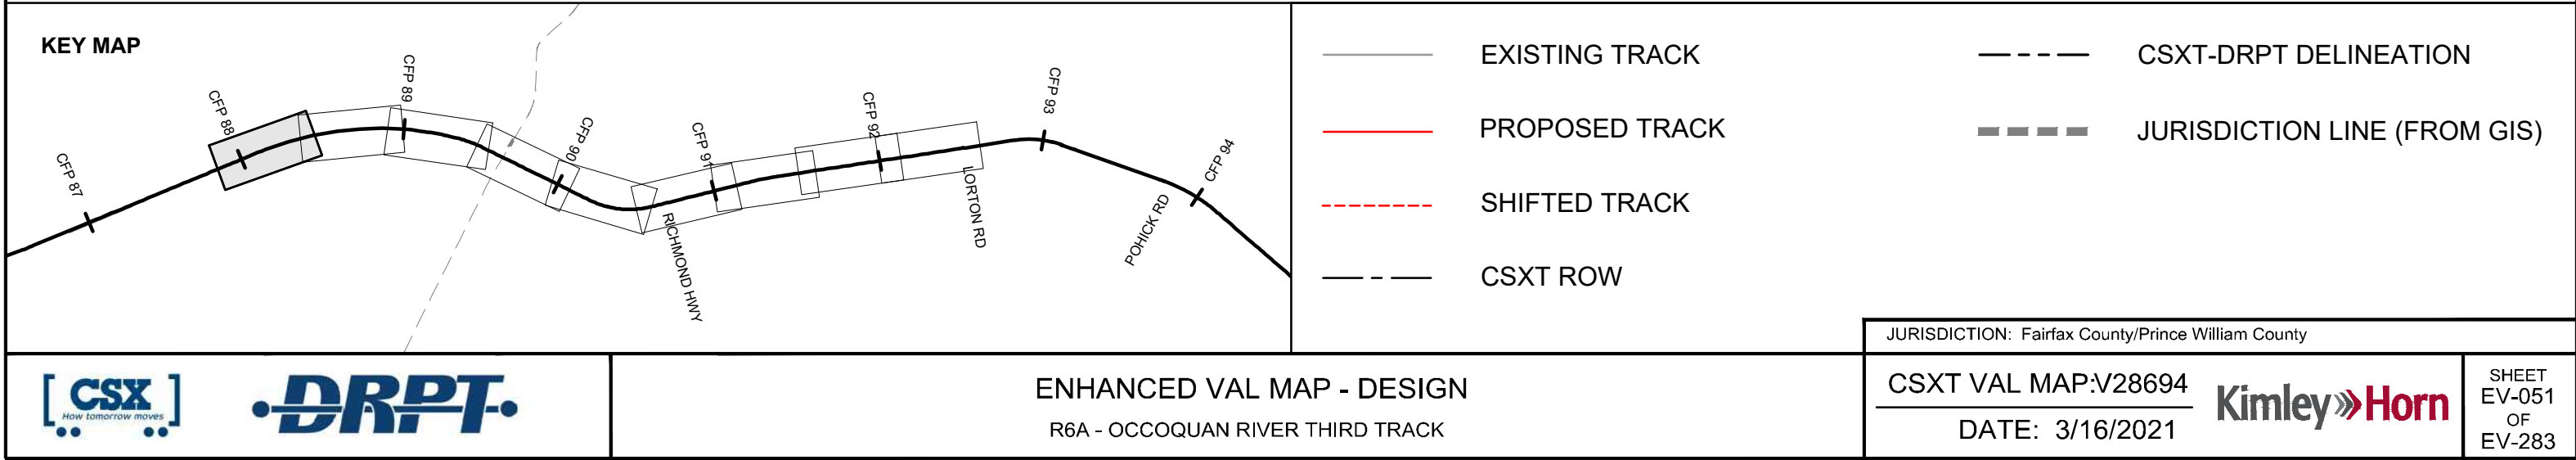 KEY MAP
CFP 87
CFP 88
CFP 89
CFP 90
CFP 91
CFP 92
CFP 93
CFP 94
RICHMOND HWY
LORTON RD
POHICK RD
EXISTING TRACK
PROPOSED TRACK
SHIFTED TRACK
CSXT ROW
CSXT-DRPT DELINEATION
JURISDICTION LINE (FROM GIS)
JURISDICTION: Fairfax County/Prince William County
[CSX]
How tomorrow moves
DRPT
ENHANCED VAL MAP - DESIGN
R6A - OCCOQUAN RIVER THIRD TRACK
CSXT VAL MAP:V28694
DATE: 3/16/2021
Kimley»Horn
SHEET
EV-051
OF
EV-283